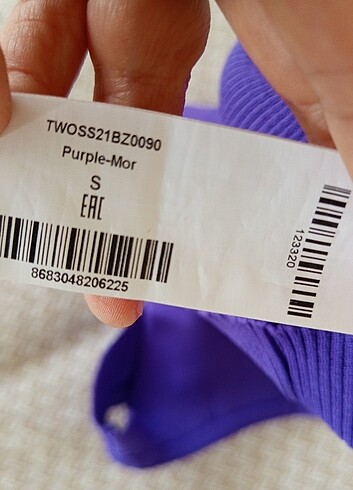 TWOSS21BZ0090
Purple-Mor
S
EAC
8683048206225
123320